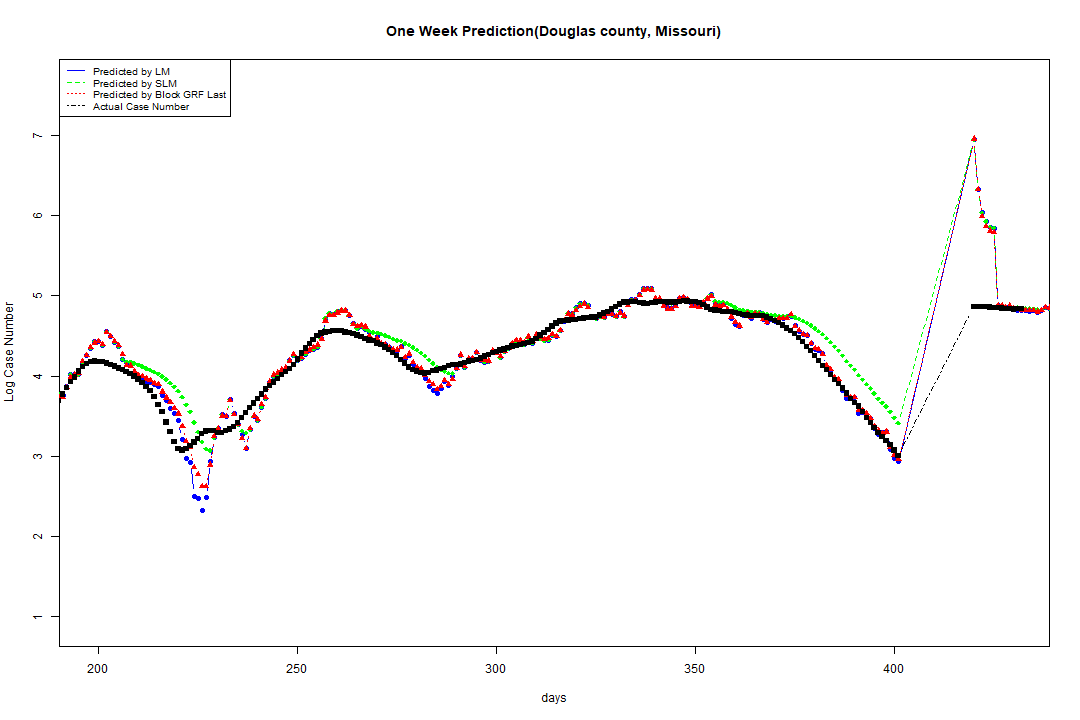 One Week Prediction(Douglas county, Missouri)
Predicted by LM
Predicted by SLM
Predicted by Block GRF Last
Actual Case Number
7
6
5
4
3
2
1
Log Case Number
200 250 300 350 400
days